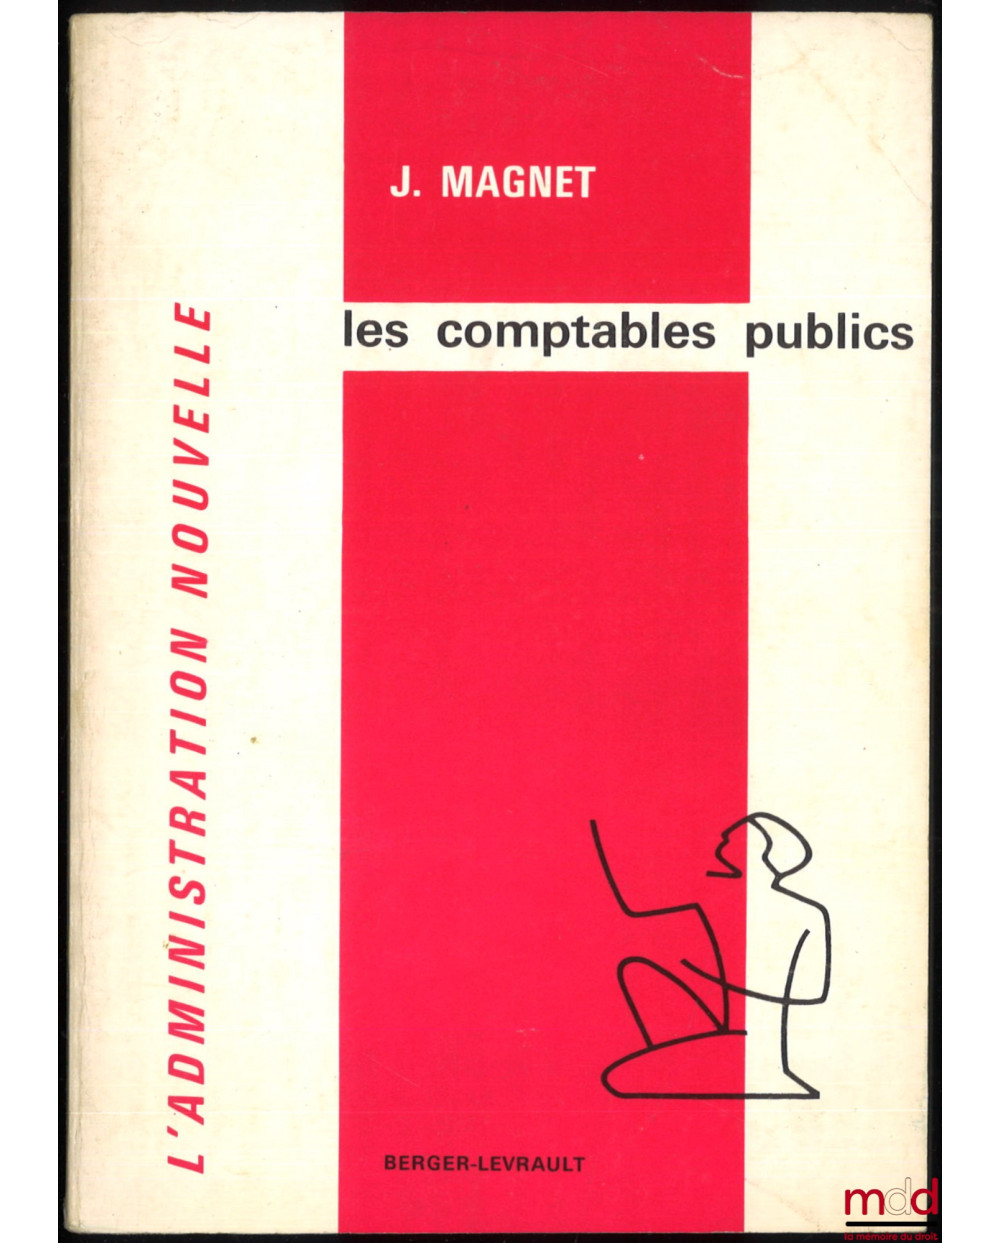 J. MAGNET
les comptables publics
L'ADMINISTRATION NOUVELLE
BERGER-LEVRAULT
mdd
la mémoire du droit